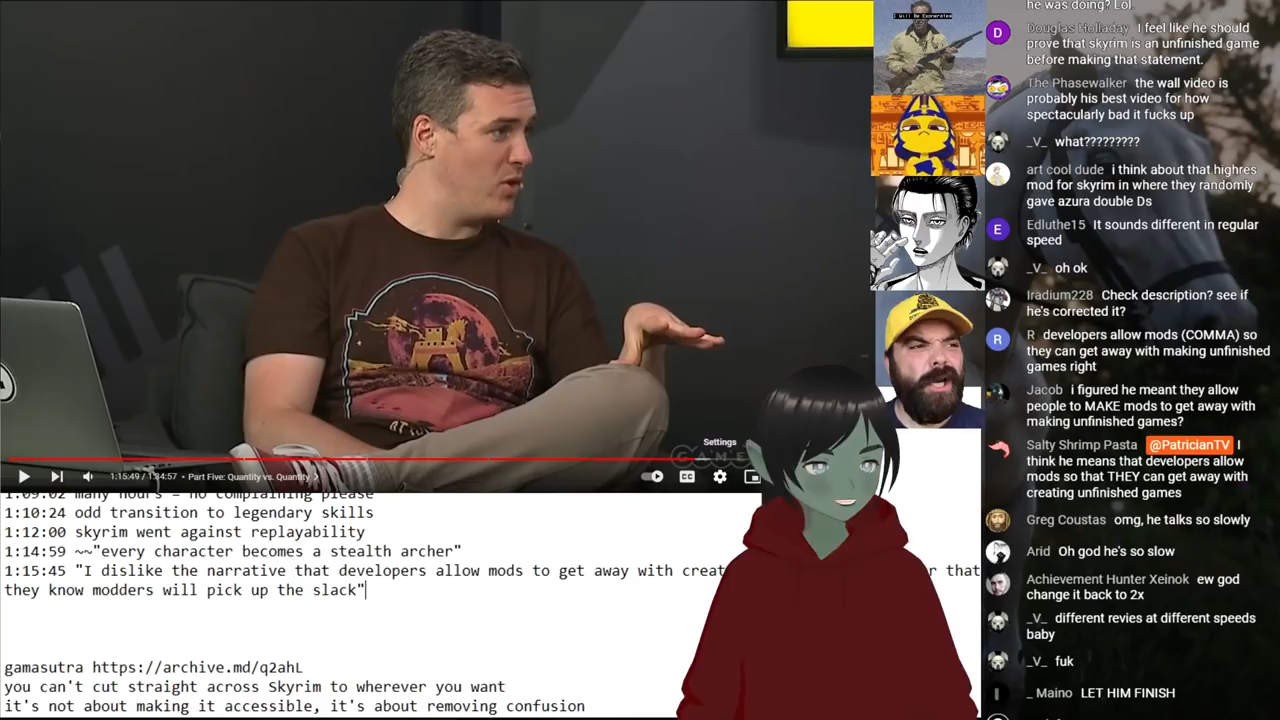 I Will Be Exonerated
Settings
1:15:49 / 1:34:57 • Part Five: Quantity vs. Quantity >
CC
1:09:02 many hours = no complaining please
1:10:24 odd transition to legendary skills
1:12:00 skyrim went against replayability
1:14:59 ~~"every character becomes a stealth archer"
1:15:45 "I dislike the narrative that developers allow mods to get away with creat
r that
they know modders will pick up the slack"
gamasutra https://archive.md/q2ahL
you can't cut straight across Skyrim to wherever you want
it's not about making it accessible, it's about removing confusion
he was doing? Lol.
D
Douglas Holladay I feel like he should
prove that skyrim is an unfinished game
before making that statement.
The Phasewalker the wall video is
probably his best video for how
spectacularly bad it fucks up
_V_ what?????????
art cool dude i think about that highres
mod for skyrim in where they randomly
gave azura double Ds
E
Edluthe15 It sounds different in regular
speed
_V_ oh ok
Iradium228 Check description? see if
he's corrected it?
R
R developers allow mods (COMMA) so
they can get away with making unfinished
games right
Jacob i figured he meant they allow
people to MAKE mods to get away with
making unfinished games?
Salty Shrimp Pasta @PatricianTV I
think he means that developers allow
mods so that THEY can get away with
creating unfinished games
Greg Coustas omg, he talks so slowly
Arid Oh god he's so slow
Achievement Hunter Xeinok ew god
change it back to 2x
_V_ different revies at different speeds
baby
_V_ fuk
_ Maino LET HIM FINISH